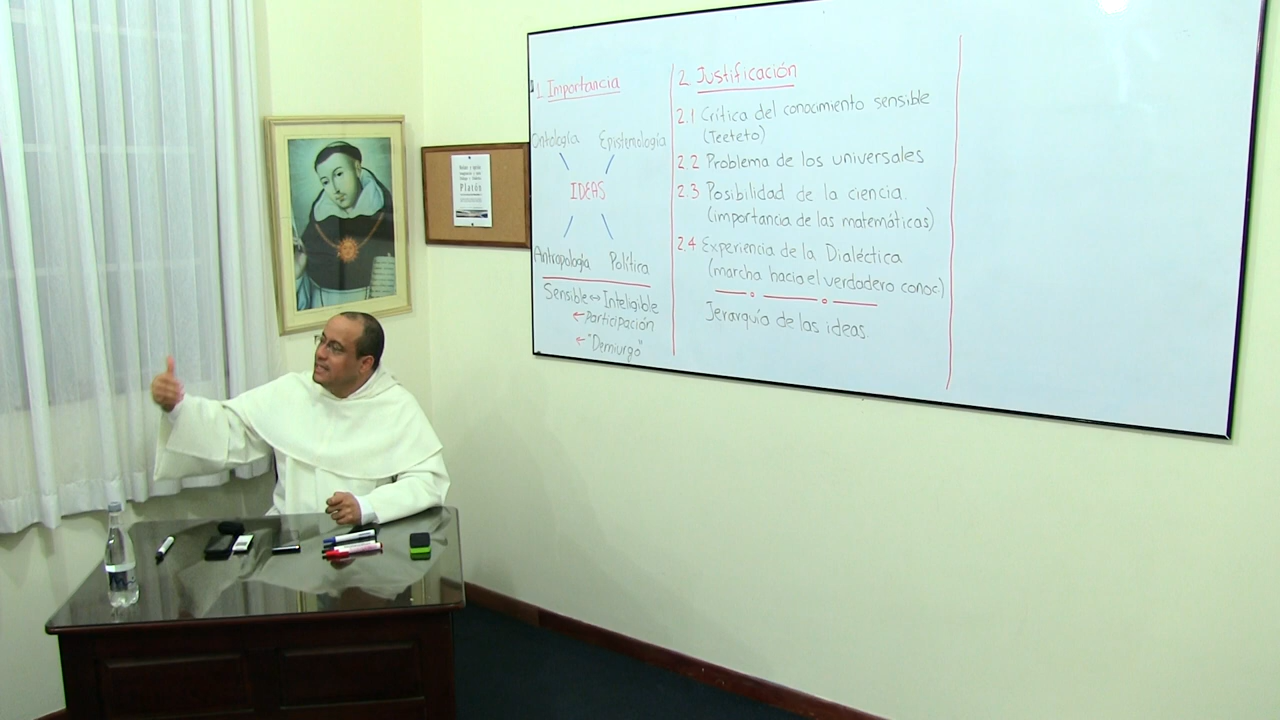 Platón
1. Importancia
Ontología Epistemología
IDEAS
Antropología Política
Sensible ↔ Inteligible
← Participación
← "Demiurgo"
2. Justificación
2.1 Crítica del conocimiento sensible
(Teeteto)
2.2 Problema de los universales
2.3 Posibilidad de la ciencia
(importancia de las matemáticas)
2.4 Experiencia de la Dialéctica
(marcha hacia el verdadero conoc.)
Jerarquía de las ideas.